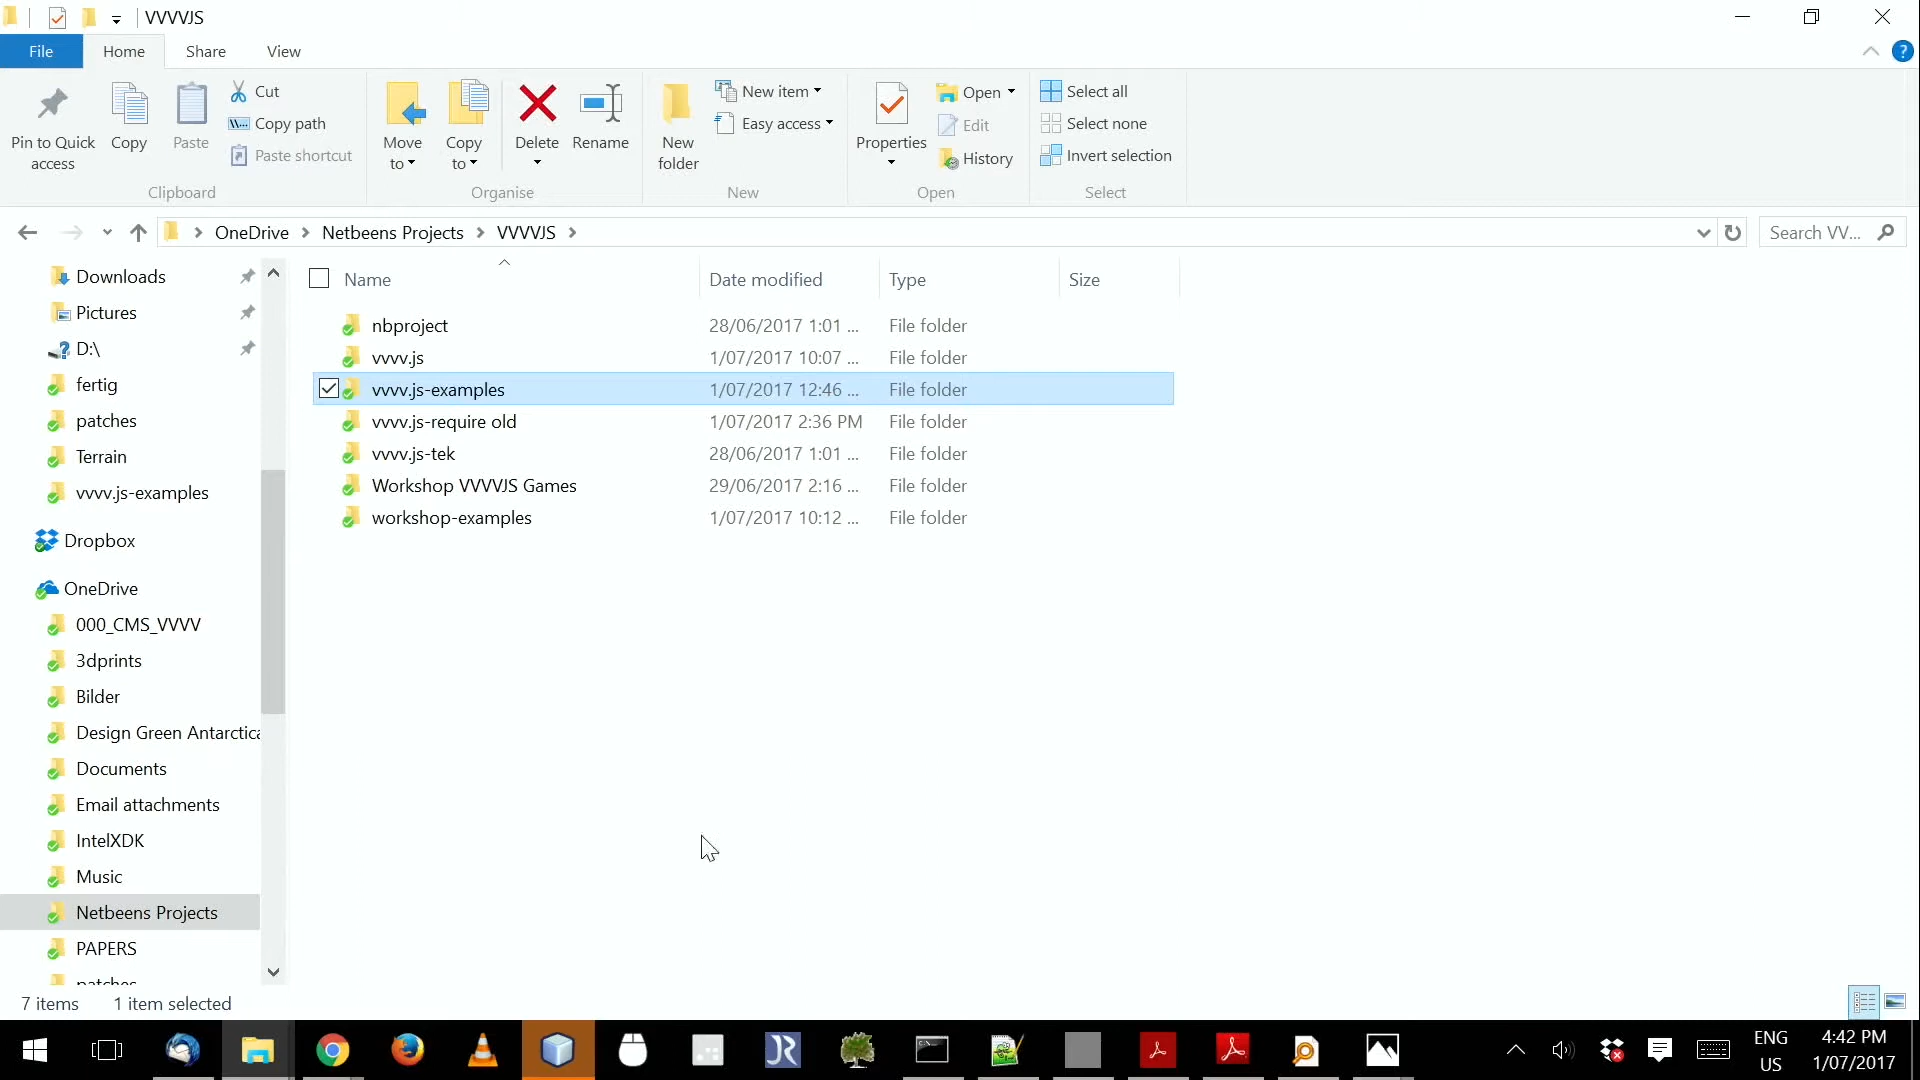 VVVVJS
File Home Share View
Pin to Quick access
Copy
Paste
Cut
Copy path
Paste shortcut
Clipboard
Move to
Copy to
Delete
Rename
Organise
New folder
New item
Easy access
New
Properties
Open
Edit
History
Open
Select all
Select none
Invert selection
Select
OneDrive > Netbeens Projects > VVVVJS >
Search VV...
Downloads
Pictures
D:\
fertig
patches
Terrain
vvvv.js-examples
Dropbox
OneDrive
000_CMS_VVVV
3dprints
Bilder
Design Green Antarctica
Documents
Email attachments
IntelXDK
Music
Netbeens Projects
PAPERS
patches
Name Date modified Type Size
nbproject 28/06/2017 1:01 ... File folder
vvvv.js 1/07/2017 10:07 ... File folder
vvvv.js-examples 1/07/2017 12:46 ... File folder
vvvv.js-require old 1/07/2017 2:36 PM File folder
vvvv.js-tek 28/06/2017 1:01 ... File folder
Workshop VVVVJS Games 29/06/2017 2:16 ... File folder
workshop-examples 1/07/2017 10:12 ... File folder
7 items 1 item selected
ENG
US
4:42 PM
1/07/2017